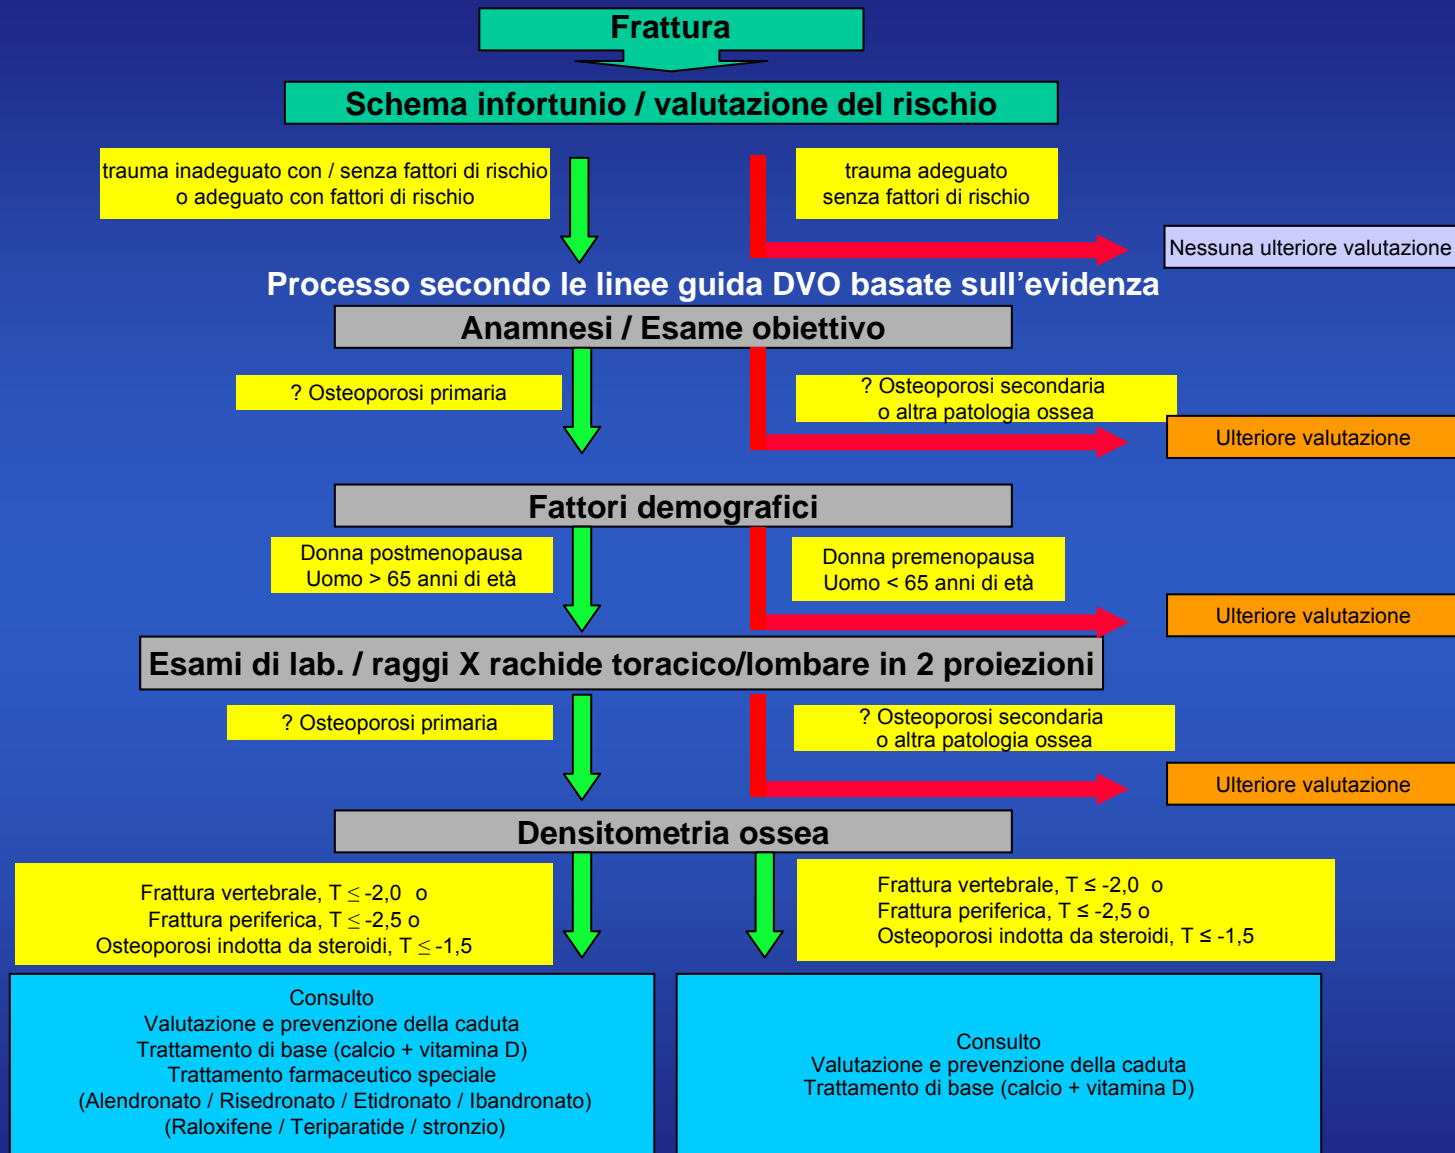 Frattura
Schema infortunio / valutazione del rischio
trauma inadeguato con / senza fattori di rischio
o adeguato con fattori di rischio
trauma adeguato
senza fattori di rischio
Nessuna ulteriore valutazione
Processo secondo le linee guida DVO basate sull’evidenza
Anamnesi / Esame obiettivo
? Osteoporosi primaria
? Osteoporosi secondaria
o altra patologia ossea
Ulteriore valutazione
Fattori demografici
Donna postmenopausa
Uomo > 65 anni di età
Donna premenopausa
Uomo < 65 anni di età
Ulteriore valutazione
Esami di lab. / raggi X rachide toracico/lombare in 2 proiezioni
? Osteoporosi primaria
? Osteoporosi secondaria
o altra patologia ossea
Ulteriore valutazione
Densitometria ossea
Frattura vertebrale, T ≤ -2,0 o
Frattura periferica, T ≤ -2,5 o
Osteoporosi indotta da steroidi, T ≤ -1,5
Frattura vertebrale, T ≤ -2,0 o
Frattura periferica, T ≤ -2,5 o
Osteoporosi indotta da steroidi, T ≤ -1,5
Consulto
Valutazione e prevenzione della caduta
Trattamento di base (calcio + vitamina D)
Trattamento farmaceutico speciale
(Alendronato / Risedronato / Etidronato / Ibandronato)
(Raloxifene / Teriparatide / stronzio)
Consulto
Valutazione e prevenzione della caduta
Trattamento di base (calcio + vitamina D)